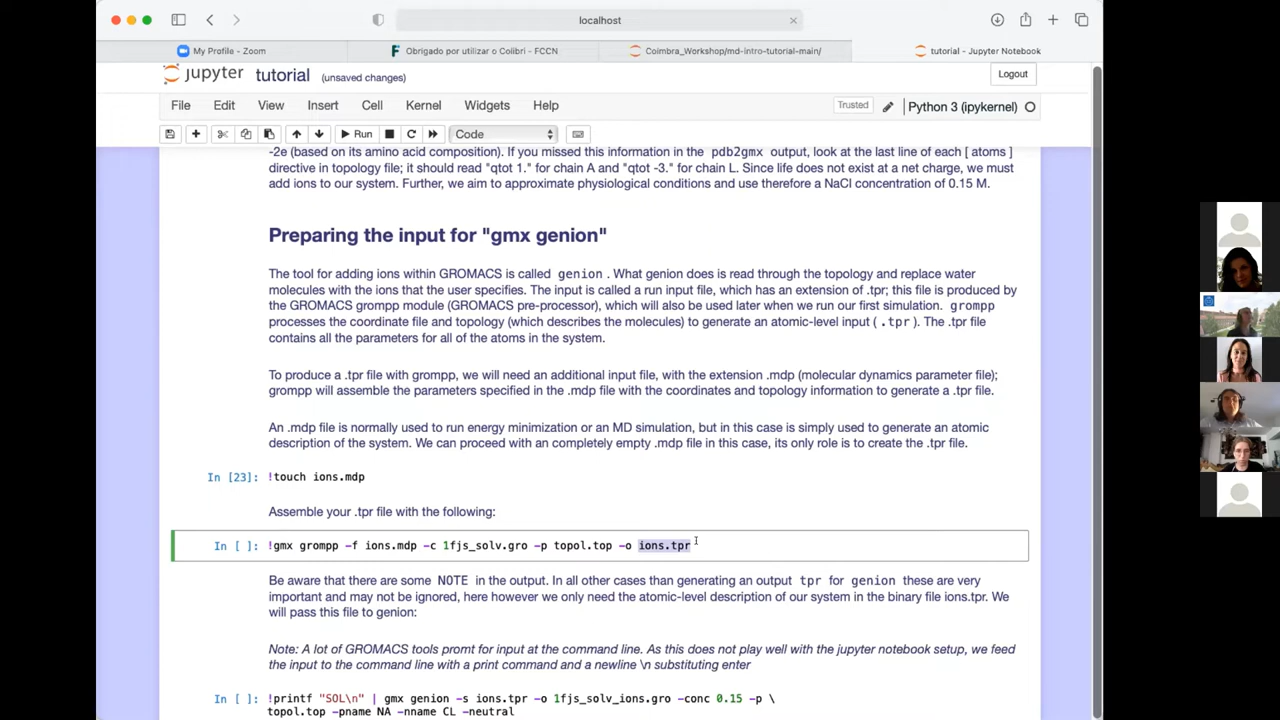 localhost
My Profile - Zoom
Obrigado por utilizar o Colibri - FCCN
Coimbra_Workshop/md-intro-tutorial-main/
tutorial - Jupyter Notebook
jupyter tutorial (unsaved changes)
Logout
File Edit View Insert Cell Kernel Widgets Help
Trusted
Python 3 (ipykernel)
Run
Code
-2e (based on its amino acid composition). If you missed this information in the pdb2gmx output, look at the last line of each [ atoms ]
directive in topology file; it should read "qtot 1." for chain A and "qtot -3." for chain L. Since life does not exist at a net charge, we must
add ions to our system. Further, we aim to approximate physiological conditions and use therefore a NaCl concentration of 0.15 M.
Preparing the input for "gmx genion"
The tool for adding ions within GROMACS is called genion . What genion does is read through the topology and replace water
molecules with the ions that the user specifies. The input is called a run input file, which has an extension of .tpr; this file is produced by
the GROMACS grompp module (GROMACS pre-processor), which will also be used later when we run our first simulation. grompp
processes the coordinate file and topology (which describes the molecules) to generate an atomic-level input ( .tpr ). The .tpr file
contains all the parameters for all of the atoms in the system.
To produce a .tpr file with grompp, we will need an additional input file, with the extension .mdp (molecular dynamics parameter file);
grompp will assemble the parameters specified in the .mdp file with the coordinates and topology information to generate a .tpr file.
An .mdp file is normally used to run energy minimization or an MD simulation, but in this case is simply used to generate an atomic
description of the system. We can proceed with an completely empty .mdp file in this case, its only role is to create the .tpr file.
In [23]: !touch ions.mdp
Assemble your .tpr file with the following:
In [ ]: !gmx grompp -f ions.mdp -c 1fjs_solv.gro -p topol.top -o ions.tpr
Be aware that there are some NOTE in the output. In all other cases than generating an output tpr for genion these are very
important and may not be ignored, here however we only need the atomic-level description of our system in the binary file ions.tpr. We
will pass this file to genion:
Note: A lot of GROMACS tools promt for input at the command line. As this does not play well with the jupyter notebook setup, we feed
the input to the command line with a print command and a newline \n substituting enter
In [ ]: !printf "SOL\n" | gmx genion -s ions.tpr -o 1fjs_solv_ions.gro -conc 0.15 -p \
topol.top -pname NA -nname CL -neutral